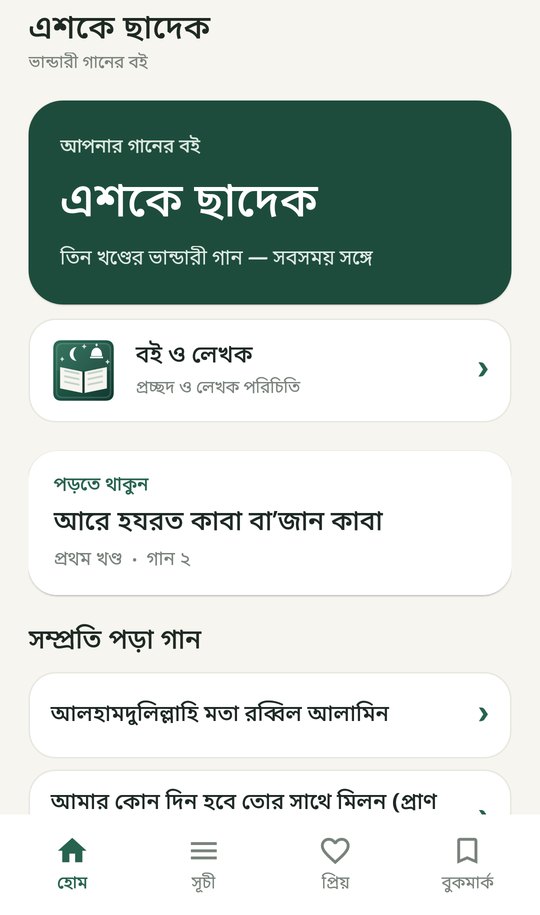 এশকে ছাদেক
ভান্ডারী গানের বই
আপনার গানের বই
এশকে ছাদেক
তিন খণ্ডের ভান্ডারী গান — সবসময় সঙ্গে
বই ও লেখক
প্রচ্ছদ ও লেখক পরিচিতি
পড়তে থাকুন
আরে হযরত কাবা বা’জান কাবা
প্রথম খণ্ড · গান ২
সম্প্রতি পড়া গান
আলহামদুলিল্লাহি মতা রব্বিল আলামিন
আমার কোন দিন হবে তোর সাথে মিলন (প্রাণ
হোম
সূচী
প্রিয়
বুকমার্ক